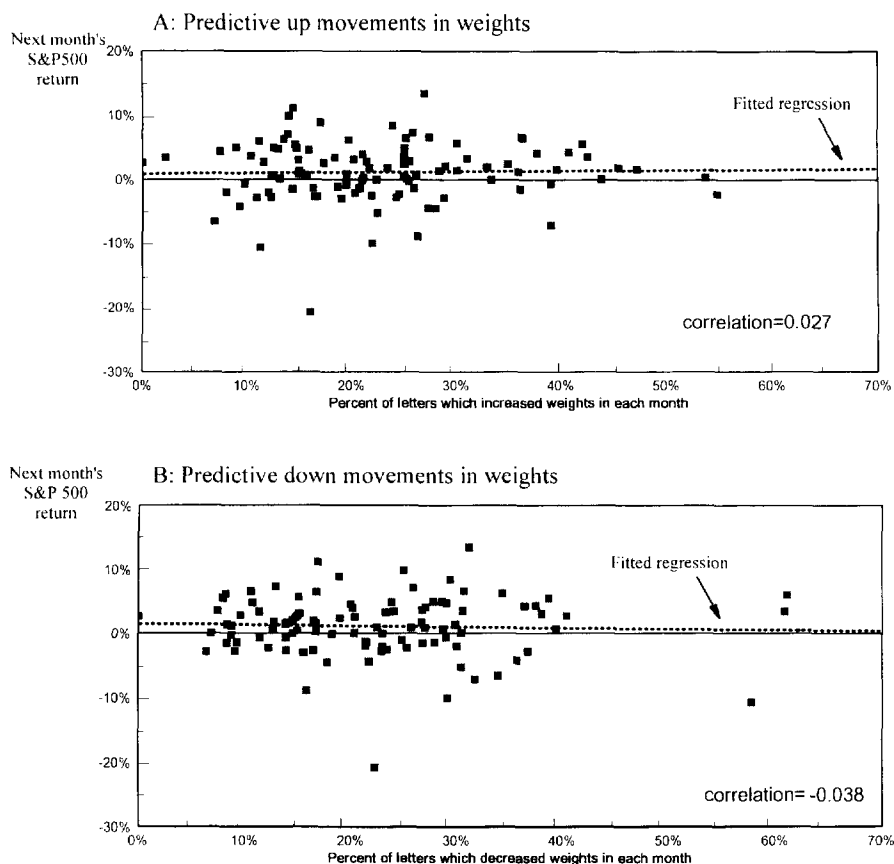 A: Predictive up movements in weights
Next month's
S&P500
return
20%
10%
0%
-10%
-20%
-30%
Fitted regression
correlation=0.027
0%
10%
20%
30%
40%
50%
60%
70%
Percent of letters which increased weights in each month
B: Predictive down movements in weights
Next month's
S&P 500
return
20%
10%
0%
-10%
-20%
-30%
Fitted regression
correlation= -0.038
0%
10%
20%
30%
40%
50%
60%
70%
Percent of letters which decreased weights in each month